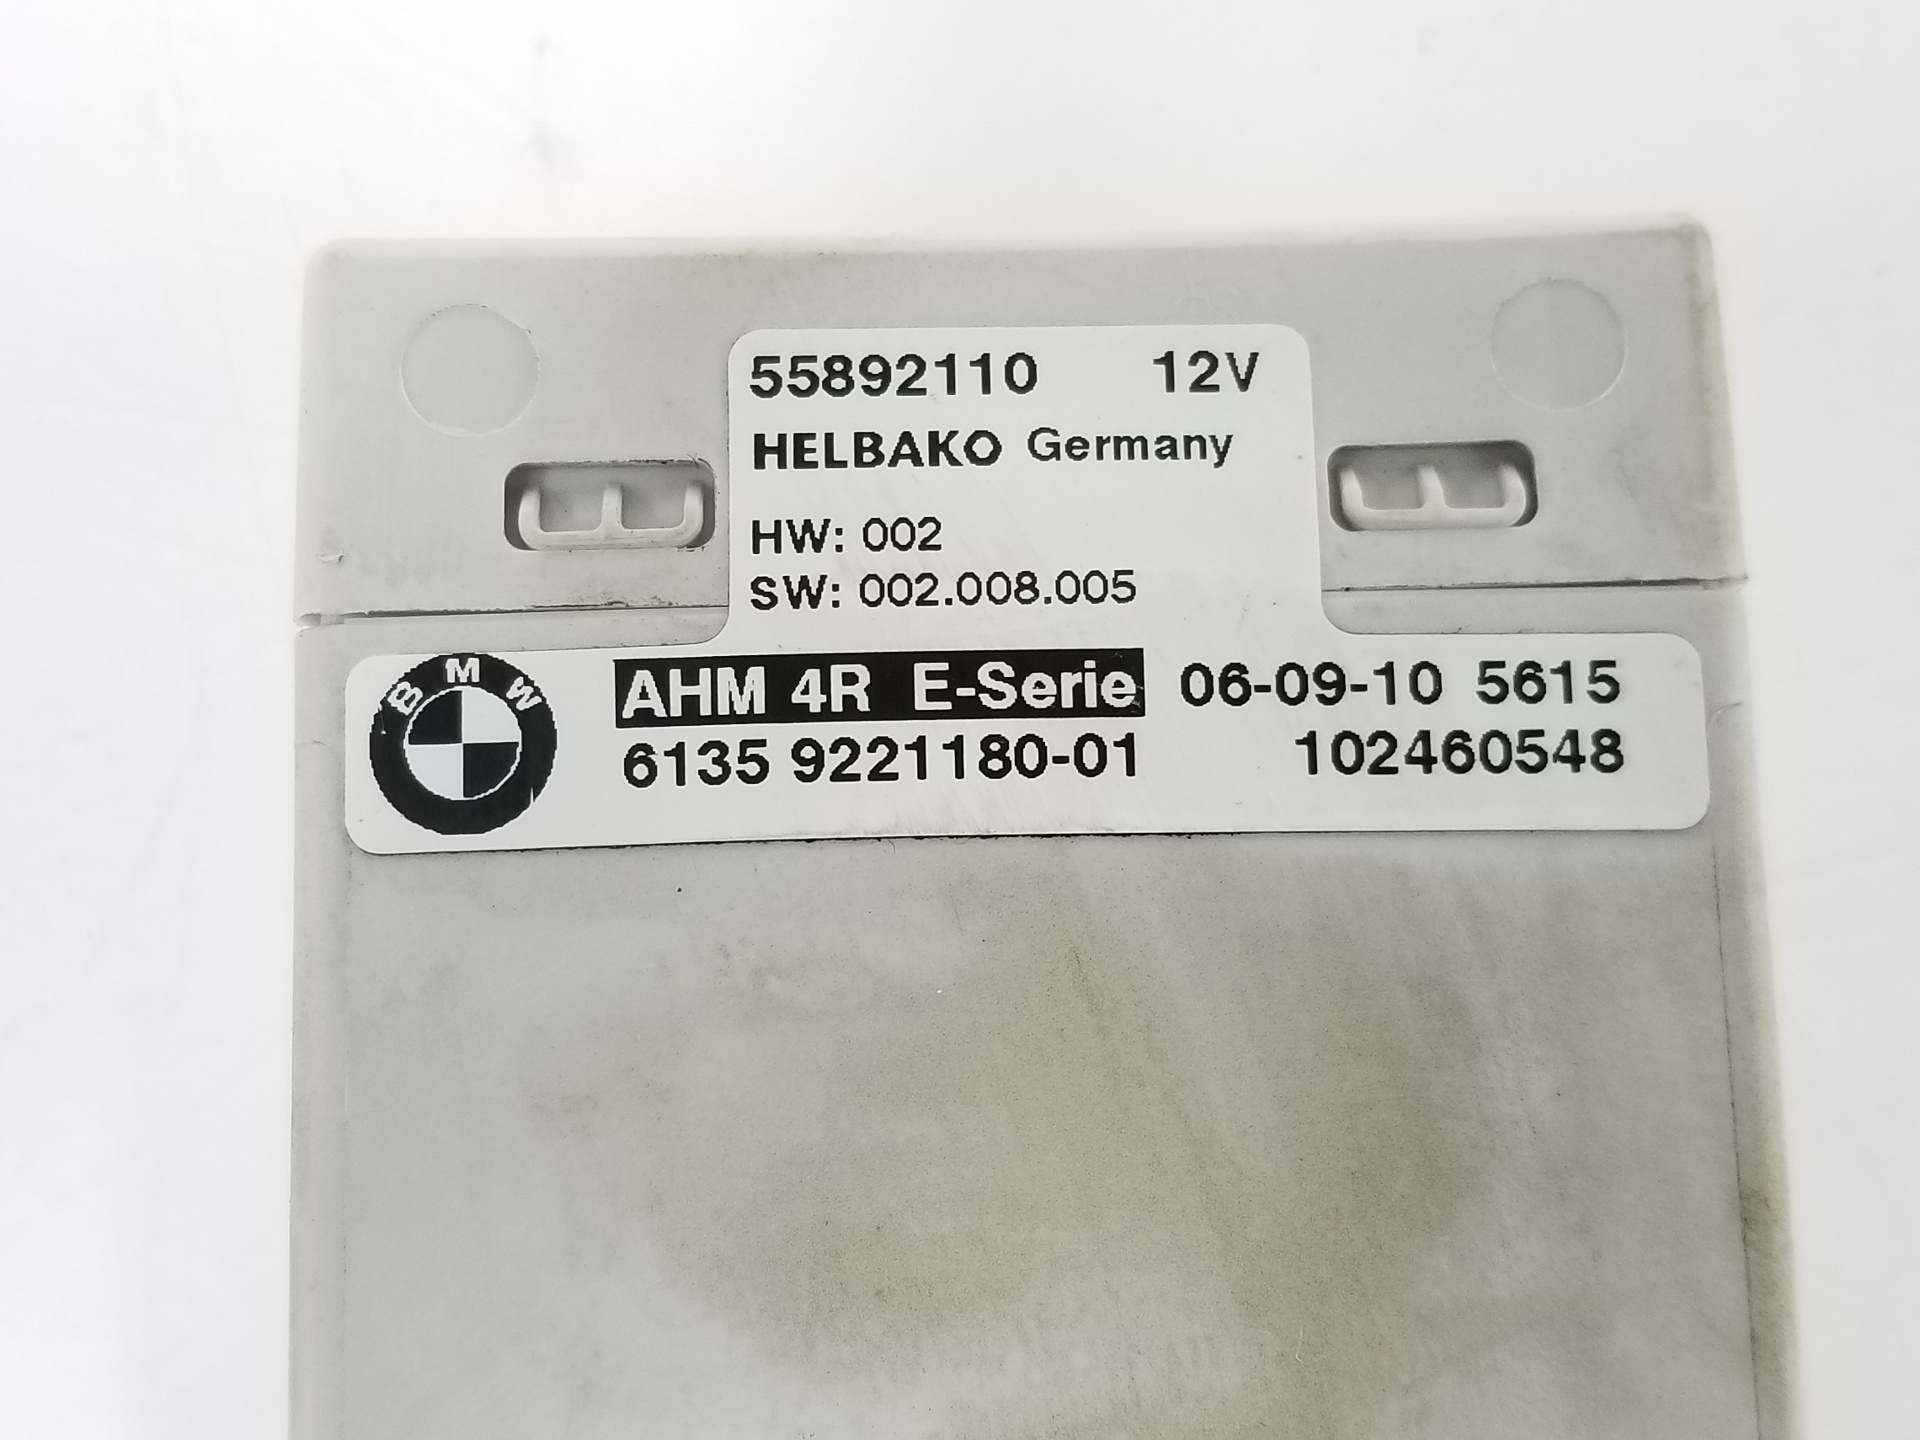 55892110 12V
HELBAKO Germany
HW: 002
SW: 002.008.005
BMW
AHM 4R E-Serie 06-09-10 5615
6135 9221180-01 102460548